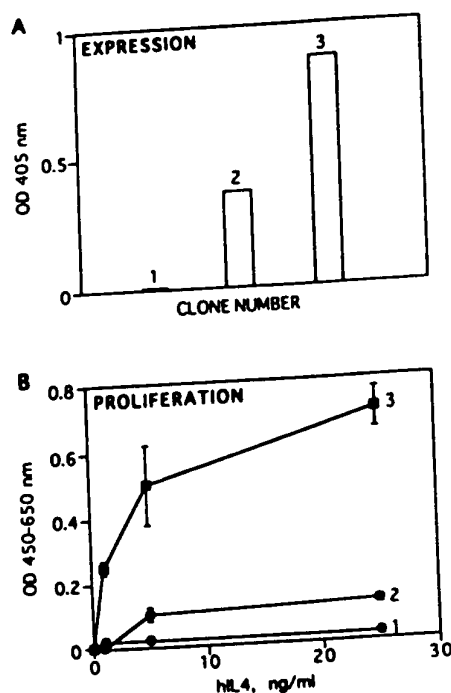 A
EXPRESSION
1
0.5
0
OD 405 nm
1
2
3
CLONE NUMBER
B
PROLIFERATION
0.8
0.6
0.4
0.2
0
OD 450-650 nm
3
2
1
0
10
20
30
hIL4, ng/ml